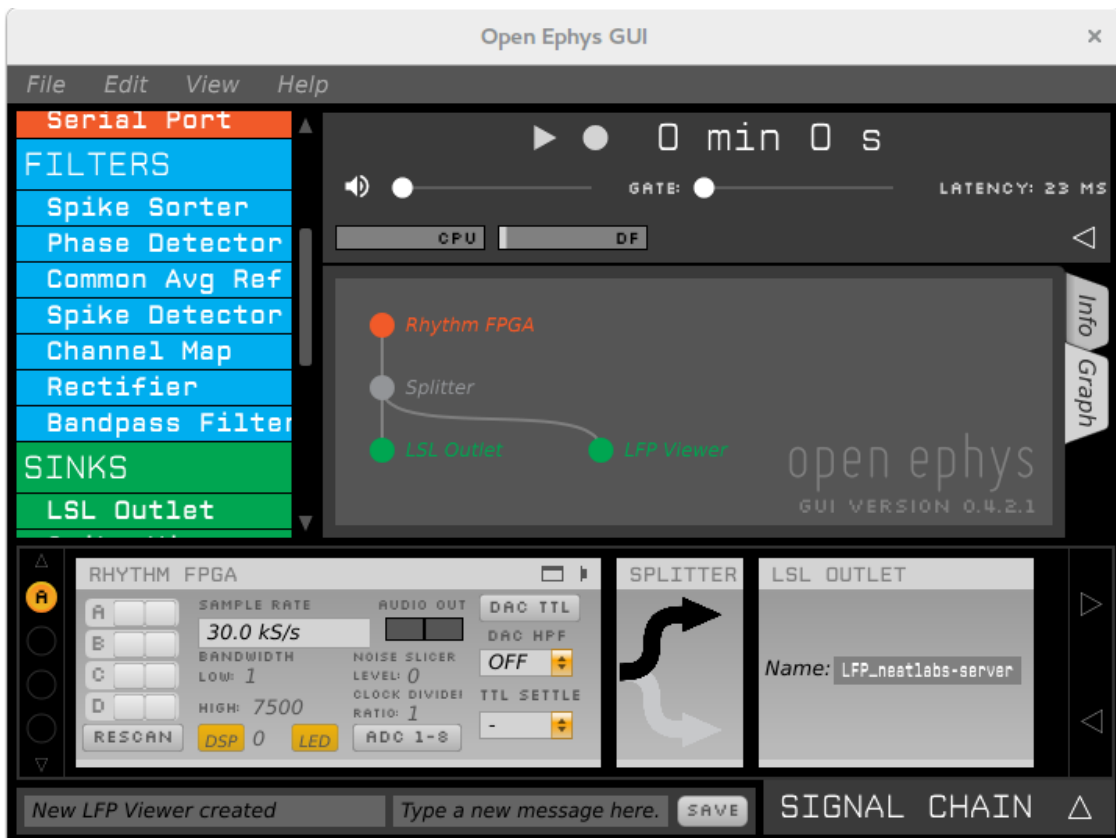 Open Ephys GUI
×
File Edit View Help
Serial Port
FILTERS
Spike Sorter
Phase Detector
Common Avg Ref
Spike Detector
Channel Map
Rectifier
Bandpass Filter
SINKS
LSL Outlet
0 min 0 s
GATE:
LATENCY: 23 MS
CPU
DF
Info
Graph
Rhythm FPGA
Splitter
LSL Outlet
LFP Viewer
open ephys
GUI VERSION 0.4.2.1
A
RHYTHM FPGA
A
B
C
D
RESCAN
SAMPLE RATE
30.0 kS/s
BANDWIDTH
LOW: 1
HIGH: 7500
DSP 0 LED
AUDIO OUT
NOISE SLICER
LEVEL: 0
CLOCK DIVIDE
RATIO: 1
ADC 1-8
DAC TTL
DAC HPF
OFF
TTL SETTLE
-
SPLITTER
LSL OUTLET
Name: LFP_neatlabs-server
New LFP Viewer created
Type a new message here.
SAVE
SIGNAL CHAIN